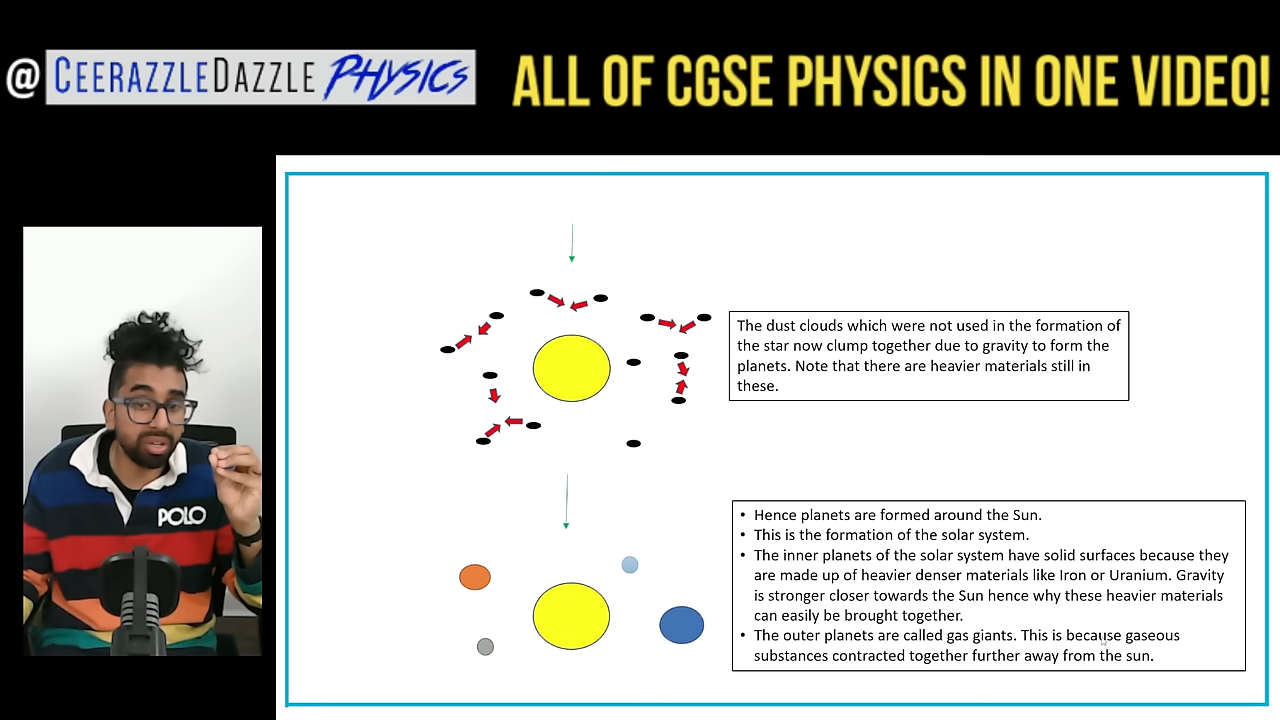 @ CEERAZZLEDAZZLE PHYSICS
ALL OF CGSE PHYSICS IN ONE VIDEO!
The dust clouds which were not used in the formation of
the star now clump together due to gravity to form the
planets. Note that there are heavier materials still in
these.
POLO
• Hence planets are formed around the Sun.
• This is the formation of the solar system.
• The inner planets of the solar system have solid surfaces because they
are made up of heavier denser materials like Iron or Uranium. Gravity
is stronger closer towards the Sun hence why these heavier materials
can easily be brought together.
• The outer planets are called gas giants. This is because gaseous
substances contracted together further away from the sun.